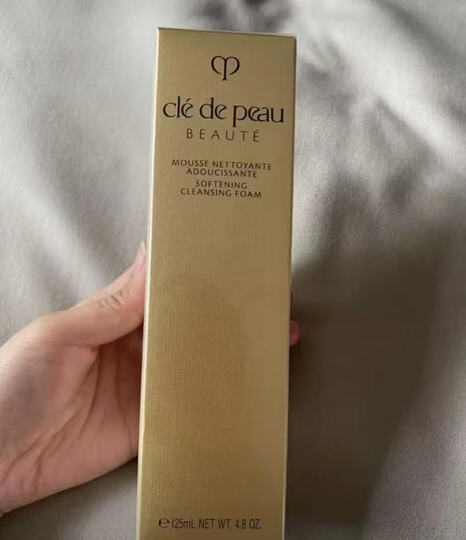 clé de peau
BEAUTÉ
MOUSSE NETTOYANTE
ADOUCISSANTE
SOFTENING
CLEANSING FOAM
℮125mL NET WT. 4.8 OZ.